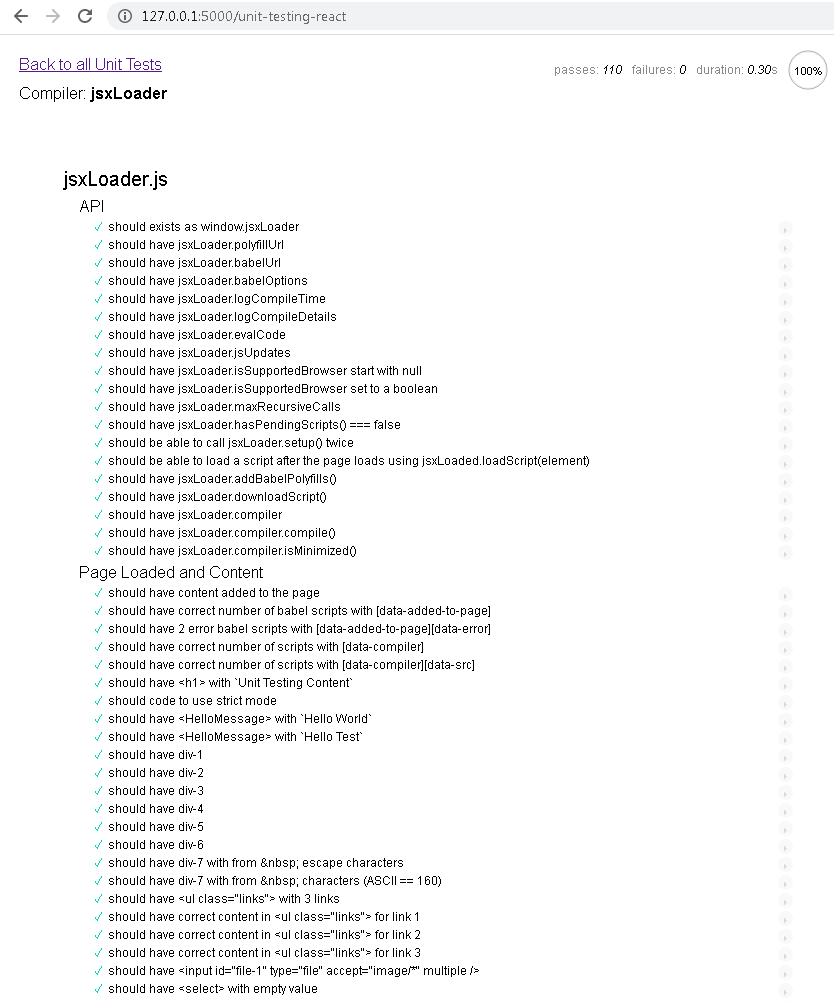 127.0.0.1:5000/unit-testing-react
Back to all Unit Tests
passes: 110 failures: 0 duration: 0.30s 100%
Compiler: jsxLoader
jsxLoader.js
API
✓ should exists as window.jsxLoader
✓ should have jsxLoader.polyfillUrl
✓ should have jsxLoader.babelUrl
✓ should have jsxLoader.babelOptions
✓ should have jsxLoader.logCompileTime
✓ should have jsxLoader.logCompileDetails
✓ should have jsxLoader.evalCode
✓ should have jsxLoader.jsUpdates
✓ should have jsxLoader.isSupportedBrowser start with null
✓ should have jsxLoader.isSupportedBrowser set to a boolean
✓ should have jsxLoader.maxRecursiveCalls
✓ should have jsxLoader.hasPendingScripts() === false
✓ should be able to call jsxLoader.setup() twice
✓ should be able to load a script after the page loads using jsxLoaded.loadScript(element)
✓ should have jsxLoader.addBabelPolyfills()
✓ should have jsxLoader.downloadScript()
✓ should have jsxLoader.compiler
✓ should have jsxLoader.compiler.compile()
✓ should have jsxLoader.compiler.isMinimized()
Page Loaded and Content
✓ should have content added to the page
✓ should have correct number of babel scripts with [data-added-to-page]
✓ should have 2 error babel scripts with [data-added-to-page][data-error]
✓ should have correct number of scripts with [data-compiler]
✓ should have correct number of scripts with [data-compiler][data-src]
✓ should have <h1> with `Unit Testing Content`
✓ should code to use strict mode
✓ should have <HelloMessage> with `Hello World`
✓ should have <HelloMessage> with `Hello Test`
✓ should have div-1
✓ should have div-2
✓ should have div-3
✓ should have div-4
✓ should have div-5
✓ should have div-6
✓ should have div-7 with from &nbsp; escape characters
✓ should have div-7 with from &nbsp; characters (ASCII == 160)
✓ should have <ul class="links"> with 3 links
✓ should have correct content in <ul class="links"> for link 1
✓ should have correct content in <ul class="links"> for link 2
✓ should have correct content in <ul class="links"> for link 3
✓ should have <input id="file-1" type="file" accept="image/*" multiple />
✓ should have <select> with empty value